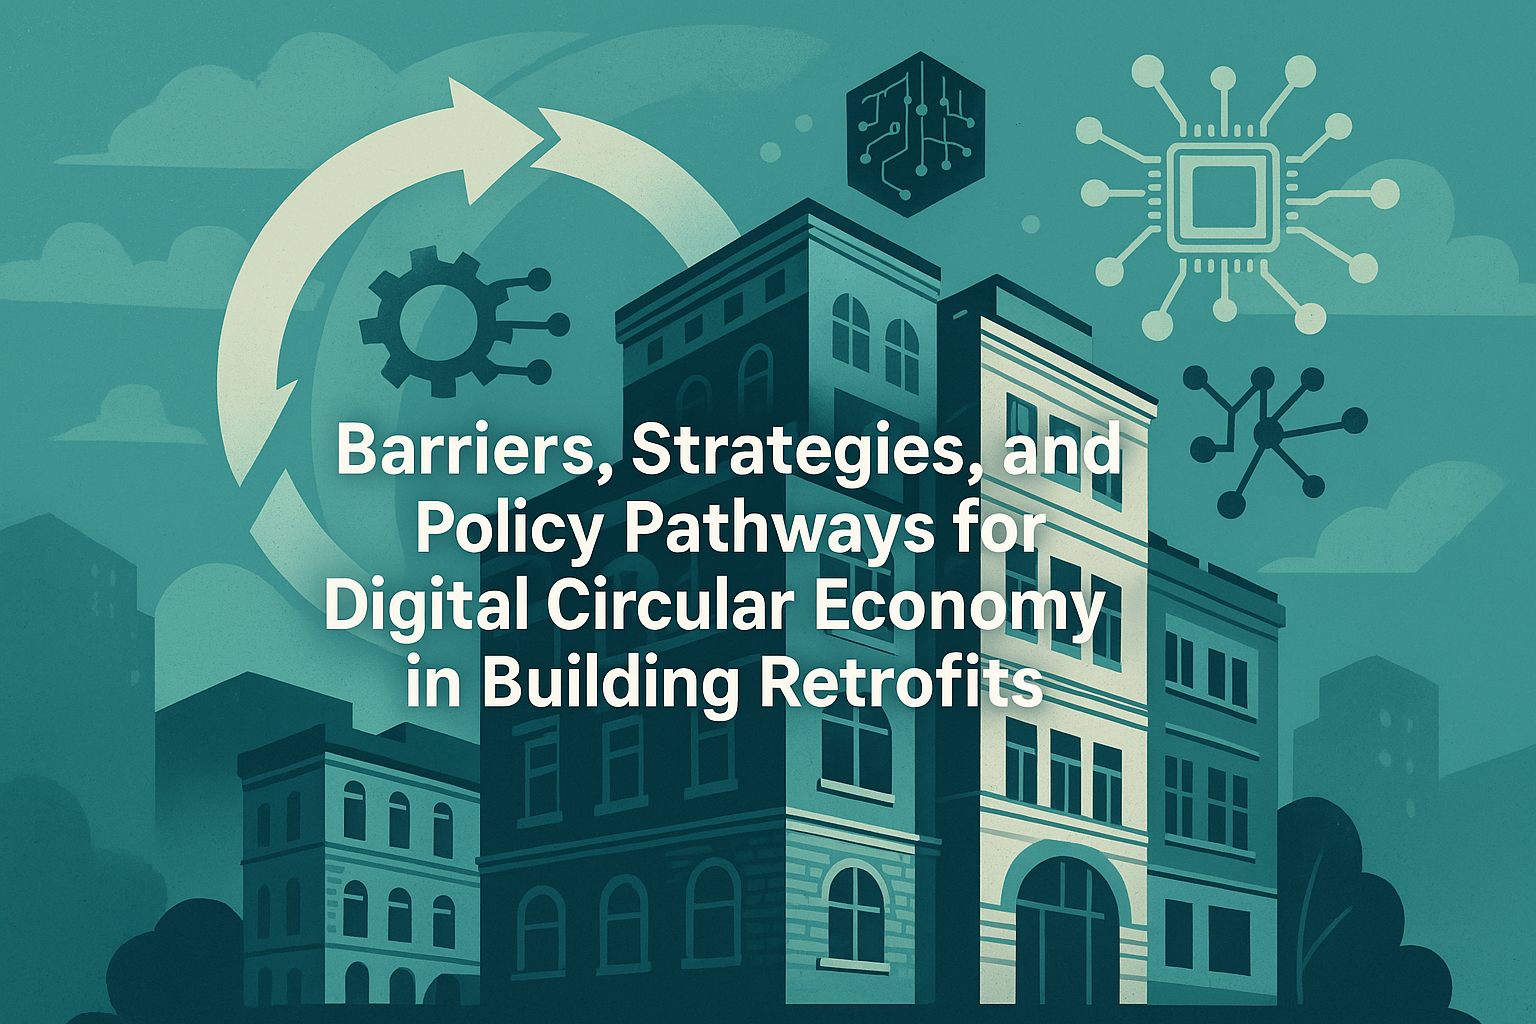 Barriers, Strategies, and
Policy Pathways for
Digital Circular Economy
in Building Retrofits